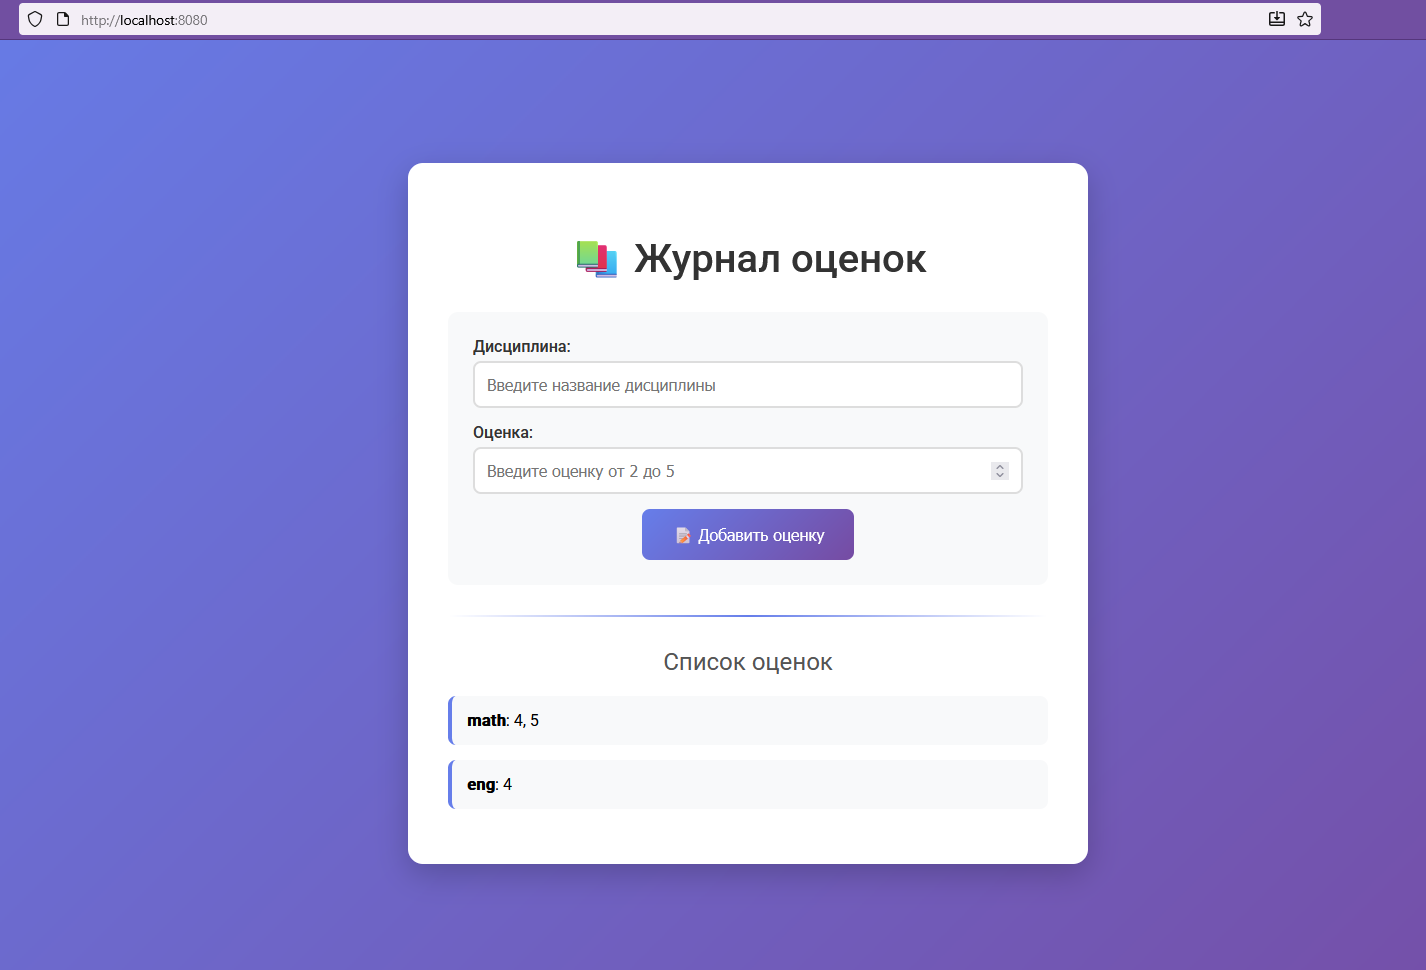 http://localhost:8080
Журнал оценок
Дисциплина:
Введите название дисциплины
Оценка:
Введите оценку от 2 до 5
Добавить оценку
Список оценок
math: 4, 5
eng: 4